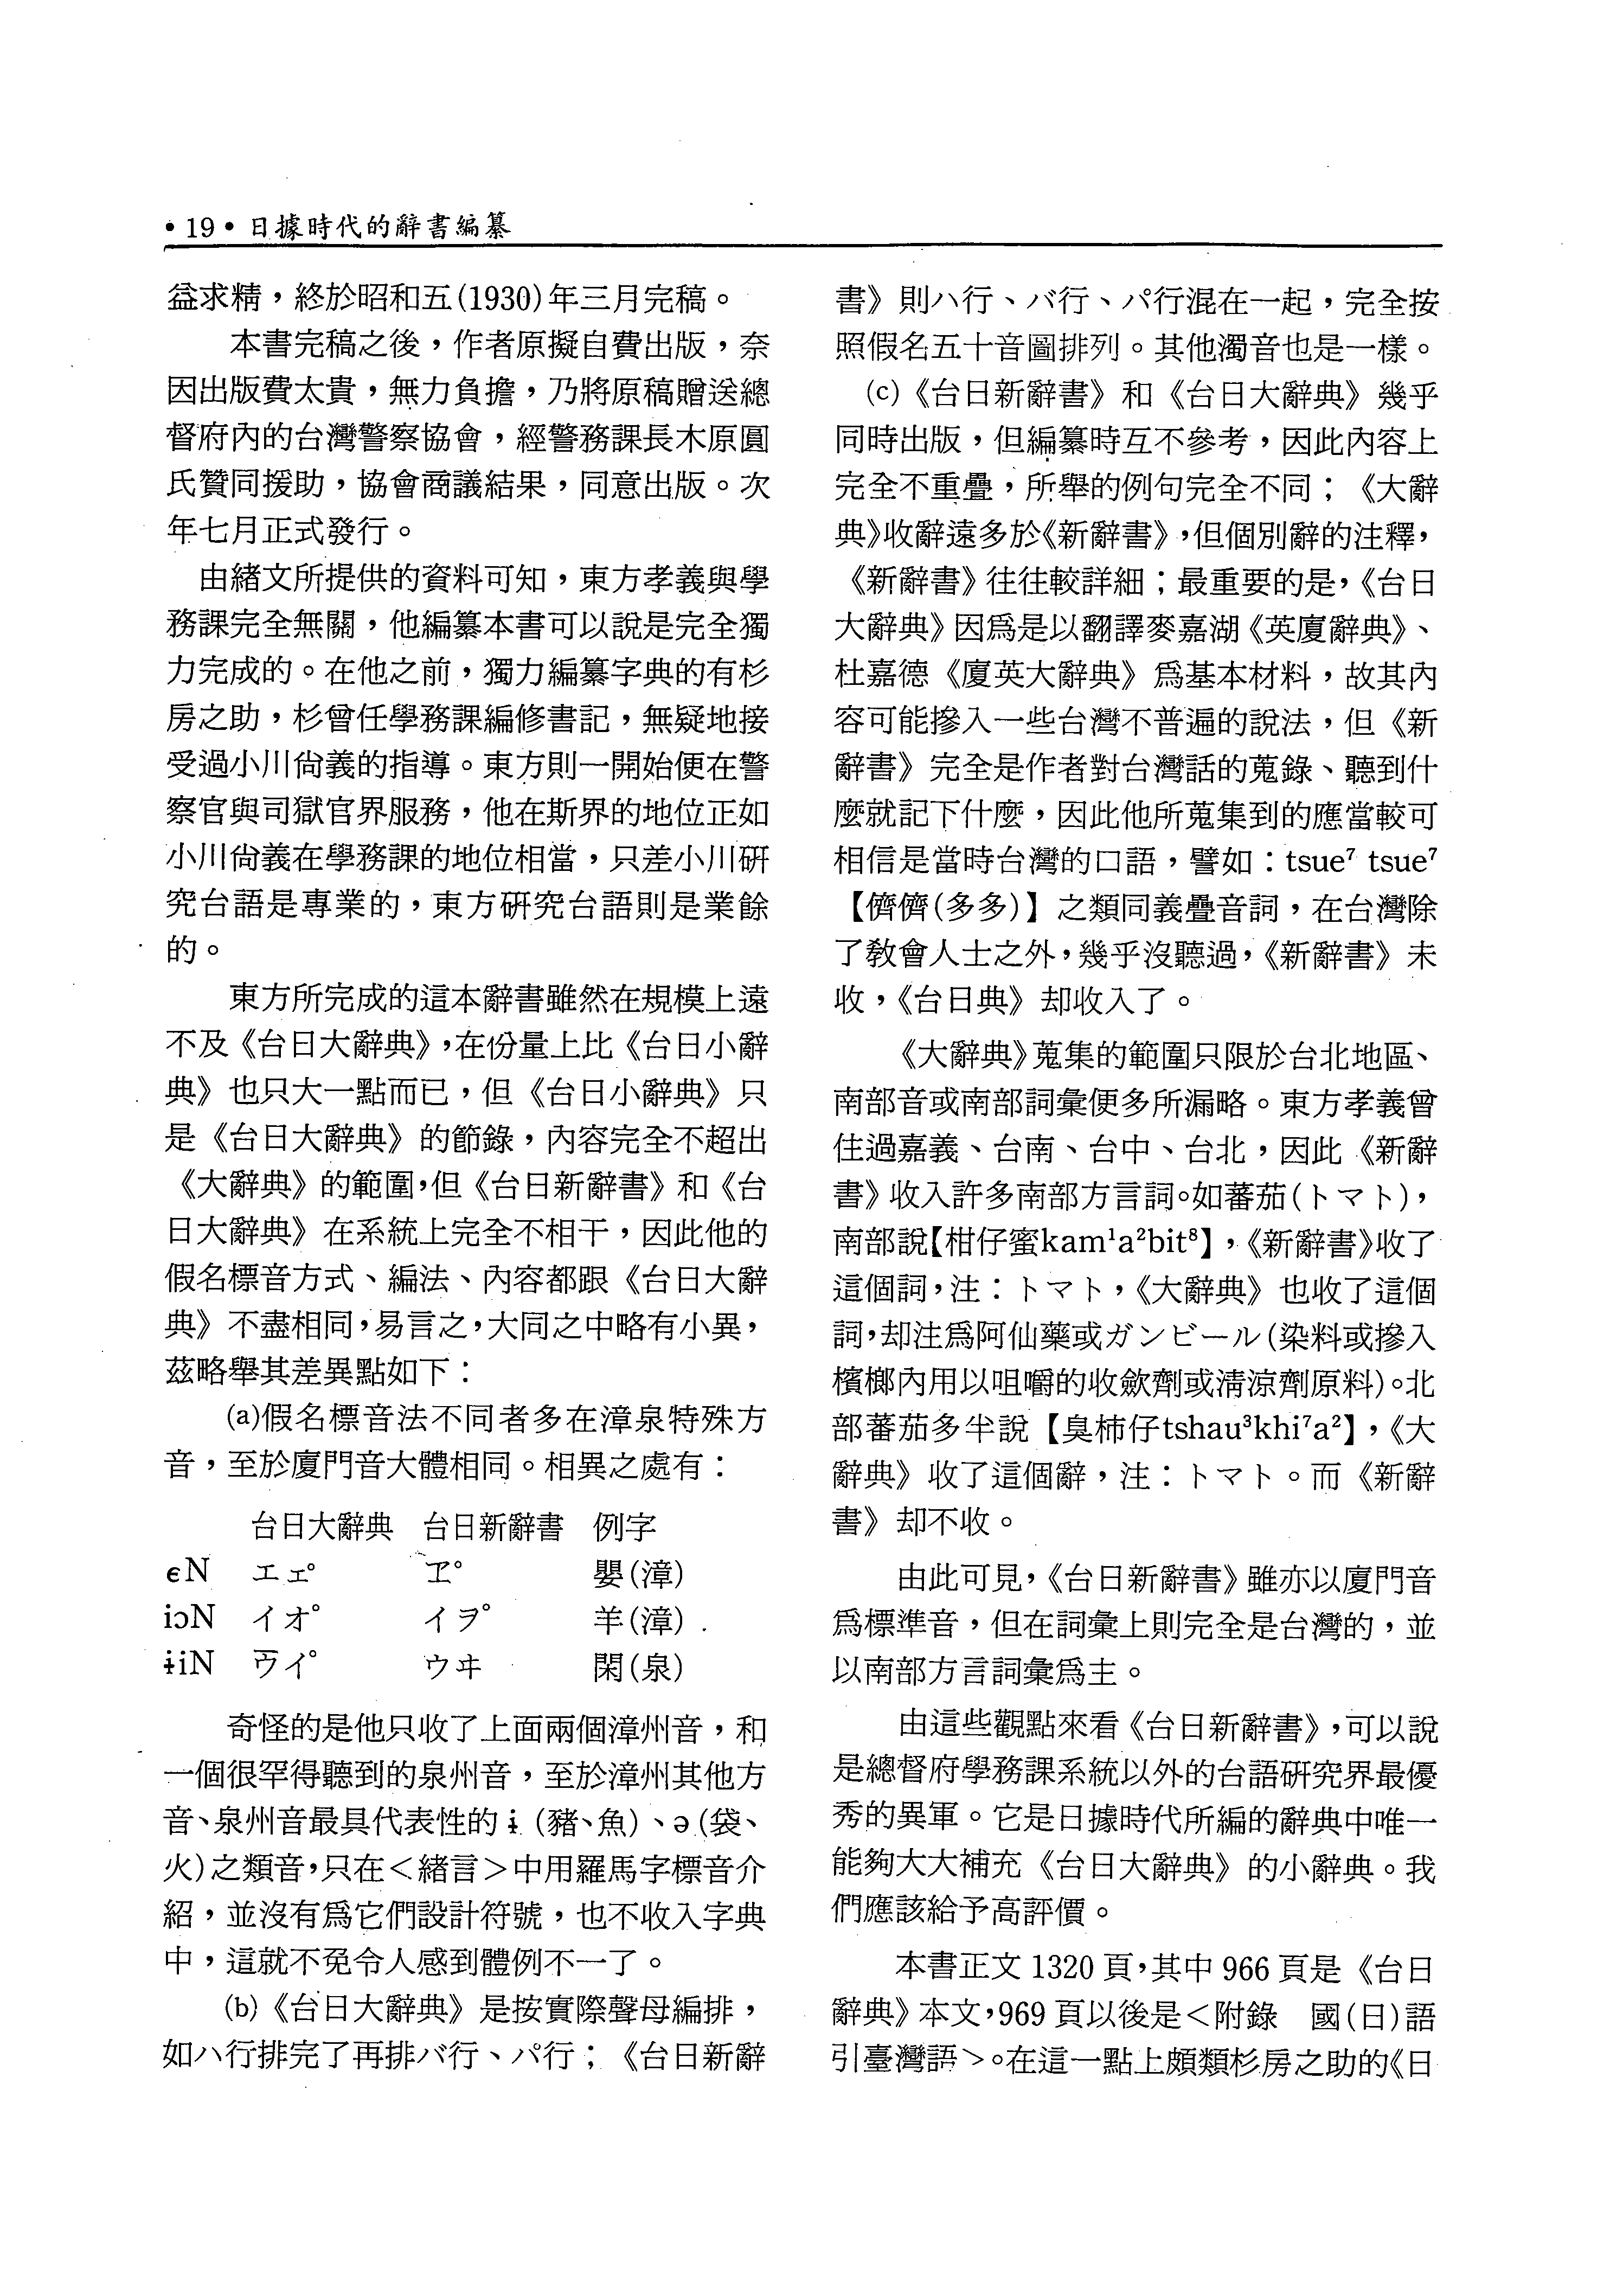 • 19 • 日據時代的辭書編纂
益求精，終於昭和五(1930)年三月完稿。
本書完稿之後，作者原擬自費出版，奈
因出版費太貴，無力負擔，乃將原稿贈送總
督府內的台灣警察協會，經警務課長木原圓
氏贊同援助，協會商議結果，同意出版。次
年七月正式發行。
由緒文所提供的資料可知，東方孝義與學
務課完全無關，他編纂本書可以說是完全獨
力完成的。在他之前，獨力編纂字典的有杉
房之助，杉曾任學務課編修書記，無疑地接
受過小川尙義的指導。東方則一開始便在警
察官與司獄官界服務，他在斯界的地位正如
小川尙義在學務課的地位相當，只差小川研
究台語是專業的，東方研究台語則是業餘
的。
東方所完成的這本辭書雖然在規模上遠
不及《台日大辭典》，在份量上比《台日小辭
典》也只大一點而已，但《台日小辭典》只
是《台日大辭典》的節錄，內容完全不超出
《大辭典》的範圍，但《台日新辭書》和《台
日大辭典》在系統上完全不相干，因此他的
假名標音方式、編法、內容都跟《台日大辭
典》不盡相同，易言之，大同之中略有小異，
茲略舉其差異點如下：
(a)假名標音法不同者多在漳泉特殊方
音，至於廈門音大體相同。相異之處有：
台日大辭典 台日新辭書 例字
ɛN エェ° ヱ° 嬰(漳)
iɔN イオ° イヲ° 羊(漳)
ɨiN ウイ° ウヰ 閑(泉)
奇怪的是他只收了上面兩個漳州音，和
一個很罕得聽到的泉州音，至於漳州其他方
音、泉州音最具代表性的ɨ(豬、魚)、ə(袋、
火)之類音，只在＜緒言＞中用羅馬字標音介
紹，並沒有爲它們設計符號，也不收入字典
中，這就不免令人感到體例不一了。
(b)《台日大辭典》是按實際聲母編排，
如ハ行排完了再排バ行、パ行；《台日新辭
書》則ハ行、バ行、パ行混在一起，完全按
照假名五十音圖排列。其他濁音也是一樣。
(c)《台日新辭書》和《台日大辭典》幾乎
同時出版，但編纂時互不參考，因此內容上
完全不重疊，所舉的例句完全不同；《大辭
典》收辭遠多於《新辭書》，但個別辭的注釋，
《新辭書》往往較詳細；最重要的是，《台日
大辭典》因爲是以翻譯麥嘉湖《英廈辭典》、
杜嘉德《廈英大辭典》爲基本材料，故其內
容可能摻入一些台灣不普遍的說法，但《新
辭書》完全是作者對台灣話的蒐錄、聽到什
麼就記下什麼，因此他所蒐集到的應當較可
相信是當時台灣的口語，譬如：tsue⁷ tsue⁷
【儕儕(多多)】之類同義疊音詞，在台灣除
了教會人士之外，幾乎沒聽過，《新辭書》未
收，《台日典》却收入了。
《大辭典》蒐集的範圍只限於台北地區、
南部音或南部詞彙便多所漏略。東方孝義曾
住過嘉義、台南、台中、台北，因此《新辭
書》收入許多南部方言詞。如蕃茄(トマト)，
南部說【柑仔蜜kam¹a²bit⁸】，《新辭書》收了
這個詞，注：トマト，《大辭典》也收了這個
詞，却注爲阿仙藥或ガンビール(染料或摻入
檳榔內用以咀嚼的收斂劑或清涼劑原料)。北
部蕃茄多半說【臭柿仔tshau³khi⁷a²】，《大
辭典》收了這個辭，注：トマト。而《新辭
書》却不收。
由此可見，《台日新辭書》雖亦以廈門音
爲標準音，但在詞彙上則完全是台灣的，並
以南部方言詞彙爲主。
由這些觀點來看《台日新辭書》，可以說
是總督府學務課系統以外的台語研究界最優
秀的異軍。它是日據時代所編的辭典中唯一
能夠大大補充《台日大辭典》的小辭典。我
們應該給予高評價。
本書正文 1320 頁，其中 966 頁是《台日
辭典》本文，969 頁以後是＜附錄　國(日)語
引臺灣語＞。在這一點上頗類杉房之助的《日